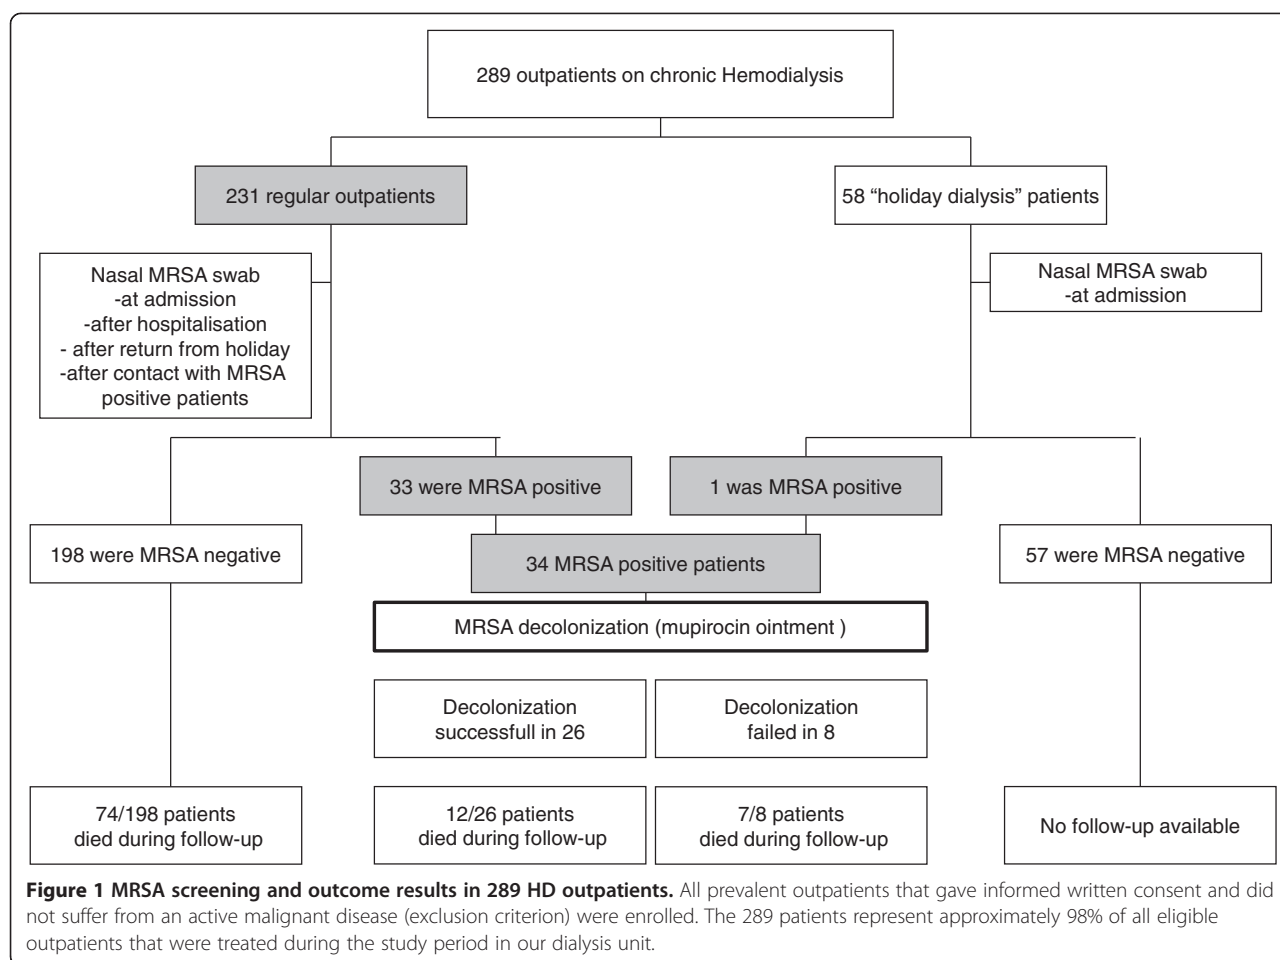 289 outpatients on chronic Hemodialysis
231 regular outpatients
58 “holiday dialysis” patients
Nasal MRSA swab
-at admission
-after hospitalisation
- after return from holiday
-after contact with MRSA
positive patients
Nasal MRSA swab
-at admission
33 were MRSA positive
1 was MRSA positive
198 were MRSA negative
34 MRSA positive patients
57 were MRSA negative
MRSA decolonization (mupirocin ointment )
Decolonization
successfull in 26
Decolonization
failed in 8
74/198 patients
died during follow-up
12/26 patients
died during follow-up
7/8 patients
died during follow-up
No follow-up available
Figure 1 MRSA screening and outcome results in 289 HD outpatients. All prevalent outpatients that gave informed written consent and did
not suffer from an active malignant disease (exclusion criterion) were enrolled. The 289 patients represent approximately 98% of all eligible
outpatients that were treated during the study period in our dialysis unit.